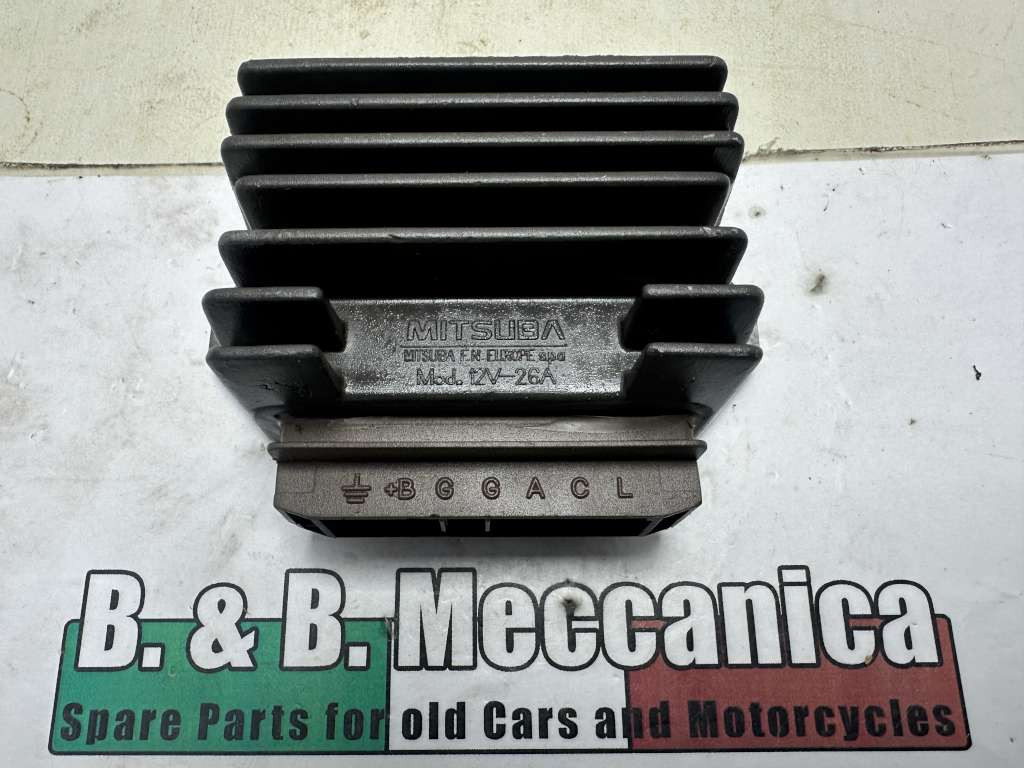 MITSUBA
MITSUBA F.N. EUROPE spa
Mod. 12V-26A
+B G G A C L
B. & B. Meccanica
Spare Parts for old Cars and Motorcycles